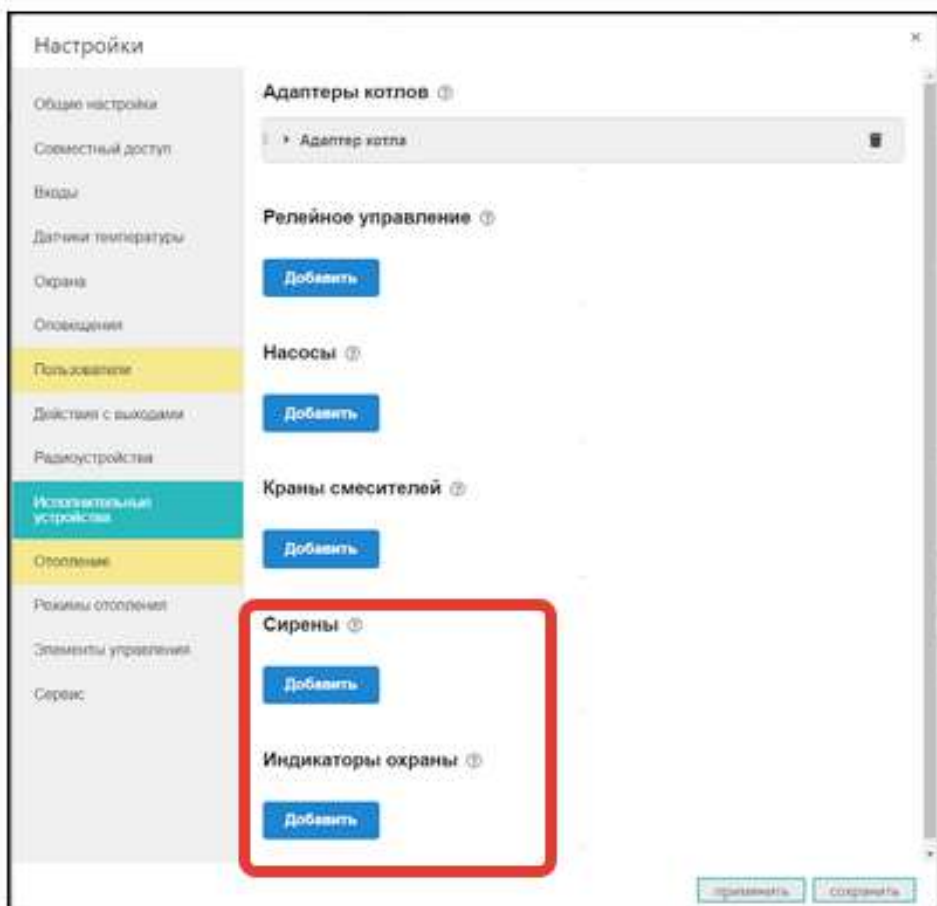 Настройки
×
Общие настройки
Совместный доступ
Входы
Датчики температуры
Охрана
Оповещения
Пользователи
Действия с выходами
Радиоустройства
Исполнительные
устройства
Отопление
Режимы отопления
Элементы управления
Сервис
Адаптеры котлов ?
Адаптер котла
Релейное управление ?
Добавить
Насосы ?
Добавить
Краны смесителей ?
Добавить
Сирены ?
Добавить
Индикаторы охраны ?
Добавить
применить
сохранить